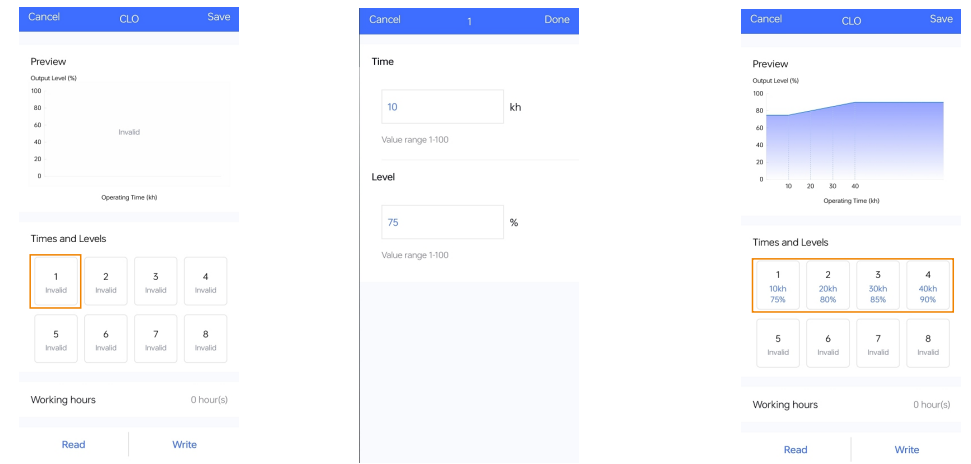 Cancel CLO Save
Preview
Output Level (%)
100
80
60
Invalid
40
20
0
Operating Time (kh)
Times and Levels
1 2 3 4
Invalid Invalid Invalid Invalid
5 6 7 8
Invalid Invalid Invalid Invalid
Working hours 0 hour(s)
Read Write
Cancel 1 Done
Time
10 kh
Value range 1-100
Level
75 %
Value range 1-100
Cancel CLO Save
Preview
Output Level (%)
100
80
60
40
20
0
10 20 30 40
Operating Time (kh)
Times and Levels
1 2 3 4
10kh 20kh 30kh 40kh
75% 80% 85% 90%
5 6 7 8
Invalid Invalid Invalid Invalid
Working hours 0 hour(s)
Read Write